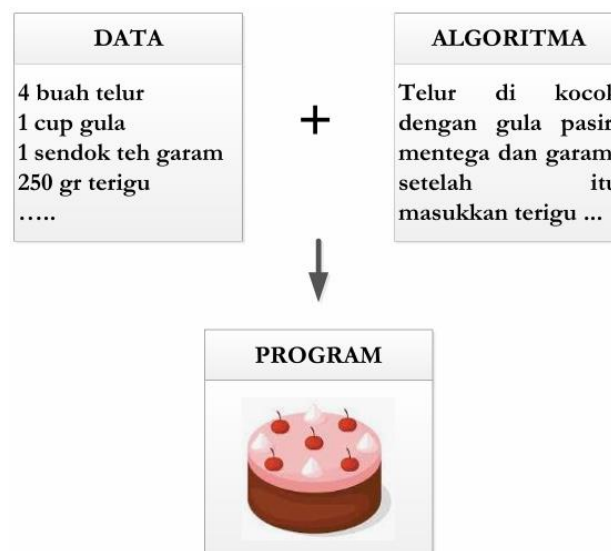 DATA
4 buah telur
1 cup gula
1 sendok teh garam
250 gr terigu
.....
+
ALGORITMA
Telur di kocok
dengan gula pasir
mentega dan garam
setelah itu
masukkan terigu ...
PROGRAM